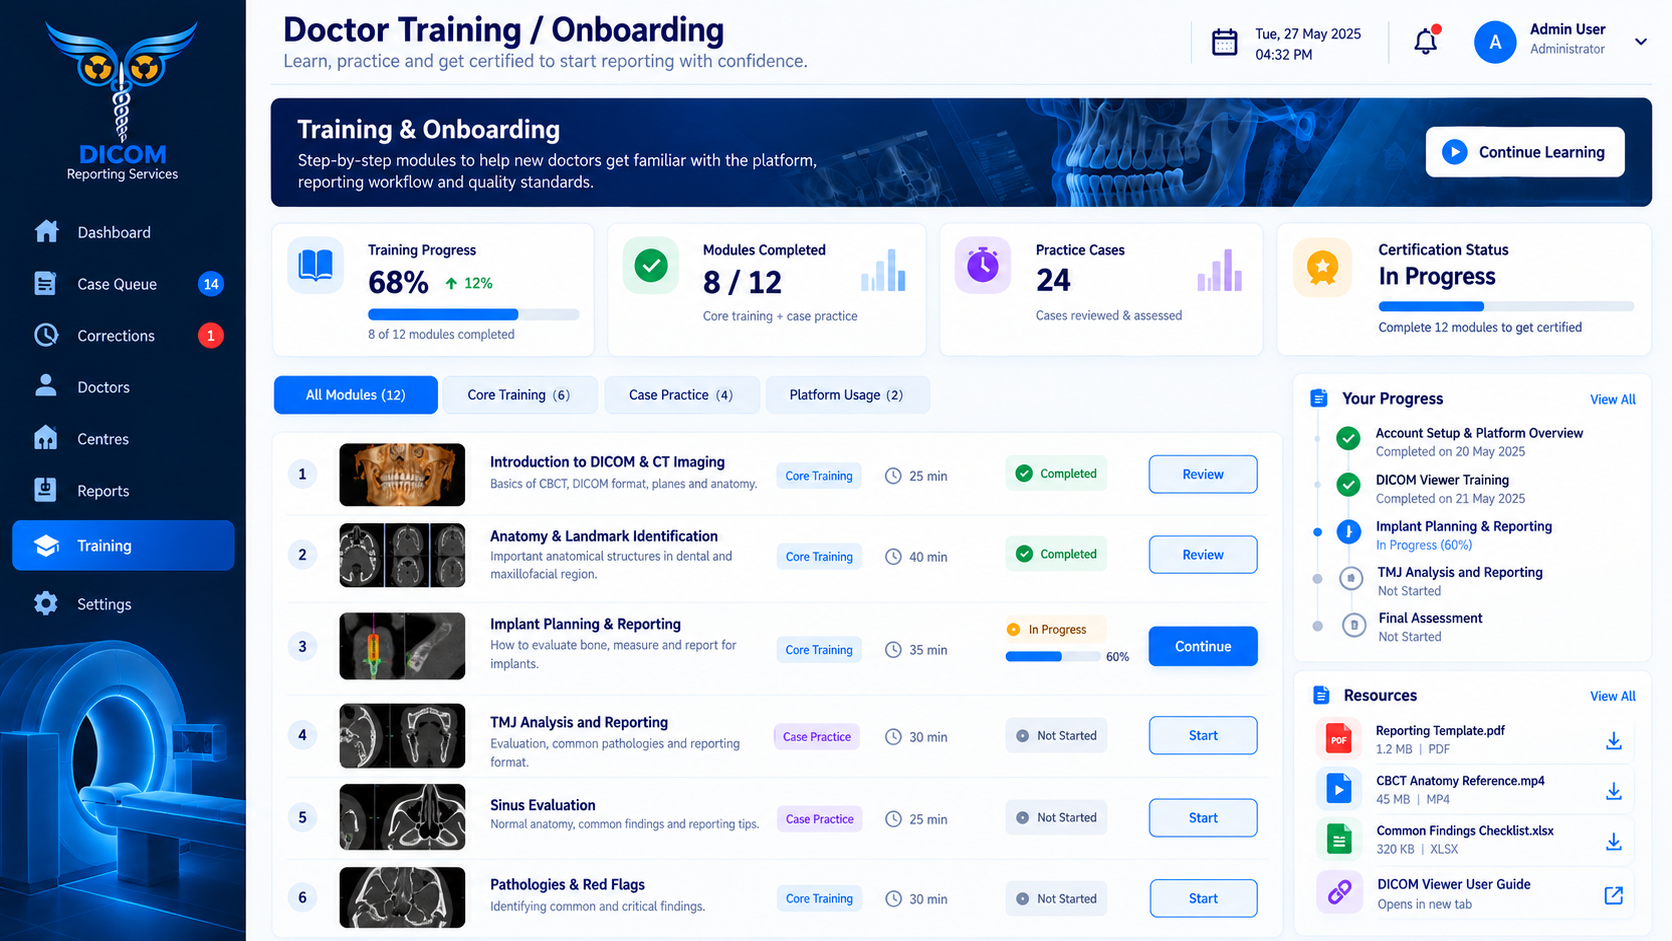 DICOM
Reporting Services
Dashboard
Case Queue
14
Corrections
1
Doctors
Centres
Reports
Training
Settings
Doctor Training / Onboarding
Learn, practice and get certified to start reporting with confidence.
Tue, 27 May 2025
04:32 PM
A
Admin User
Administrator
Training & Onboarding
Step-by-step modules to help new doctors get familiar with the platform,
reporting workflow and quality standards.
Continue Learning
Training Progress
68%
12%
8 of 12 modules completed
Modules Completed
8 / 12
Core training + case practice
Practice Cases
24
Cases reviewed & assessed
Certification Status
In Progress
Complete 12 modules to get certified
All Modules (12)
Core Training (6)
Case Practice (4)
Platform Usage (2)
1
Introduction to DICOM & CT Imaging
Basics of CBCT, DICOM format, planes and anatomy.
Core Training
25 min
Completed
Review
2
Anatomy & Landmark Identification
Important anatomical structures in dental and
maxillofacial region.
Core Training
40 min
Completed
Review
3
Implant Planning & Reporting
How to evaluate bone, measure and report for
implants.
Core Training
35 min
In Progress
60%
Continue
4
TMJ Analysis and Reporting
Evaluation, common pathologies and reporting
format.
Case Practice
30 min
Not Started
Start
5
Sinus Evaluation
Normal anatomy, common findings and reporting tips.
Case Practice
25 min
Not Started
Start
6
Pathologies & Red Flags
Identifying common and critical findings.
Core Training
30 min
Not Started
Start
Your Progress
View All
Account Setup & Platform Overview
Completed on 20 May 2025
DICOM Viewer Training
Completed on 21 May 2025
Implant Planning & Reporting
In Progress (60%)
TMJ Analysis and Reporting
Not Started
Final Assessment
Not Started
Resources
View All
PDF
Reporting Template.pdf
1.2 MB | PDF
CBCT Anatomy Reference.mp4
45 MB | MP4
Common Findings Checklist.xlsx
320 KB | XLSX
DICOM Viewer User Guide
Opens in new tab